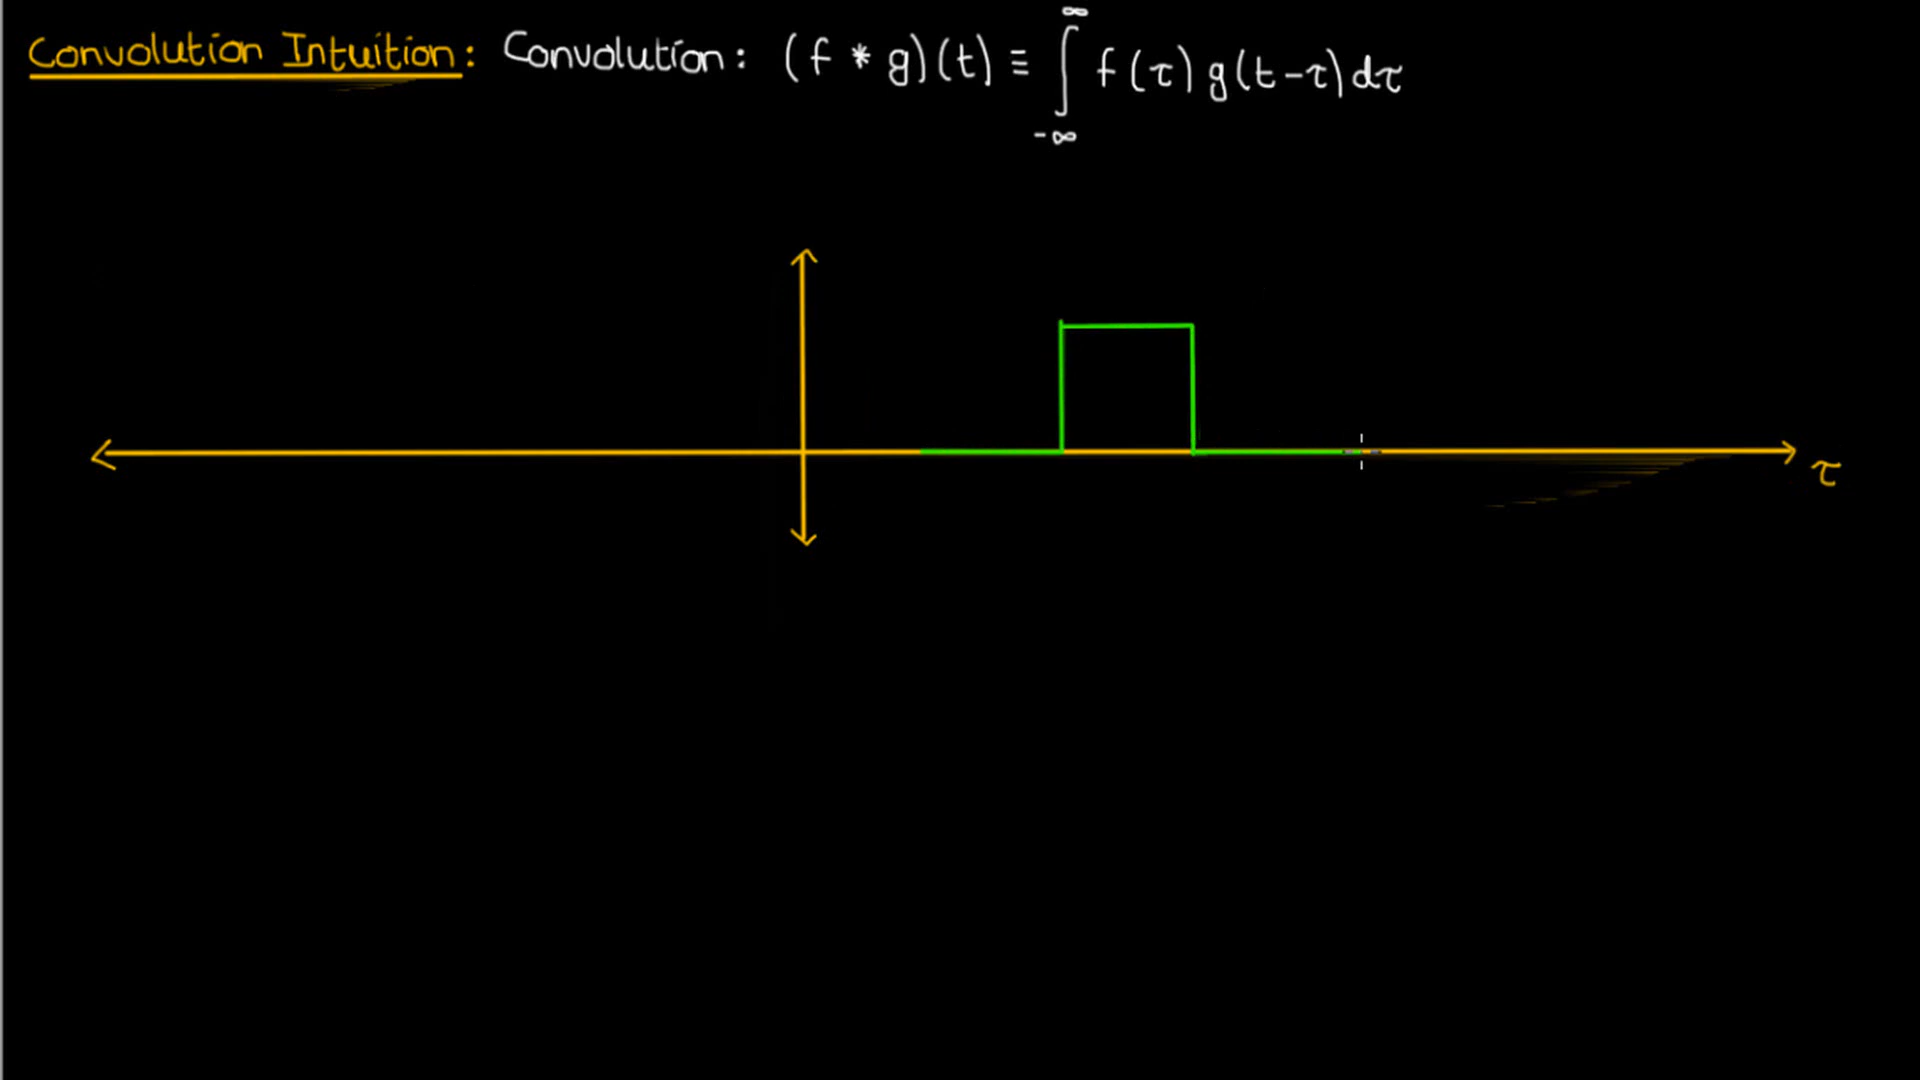 Convolution Intuition: Convolution: (f * g)(t) ≡ ∫_{-∞}^{∞} f(τ) g(t-τ) dτ
τ